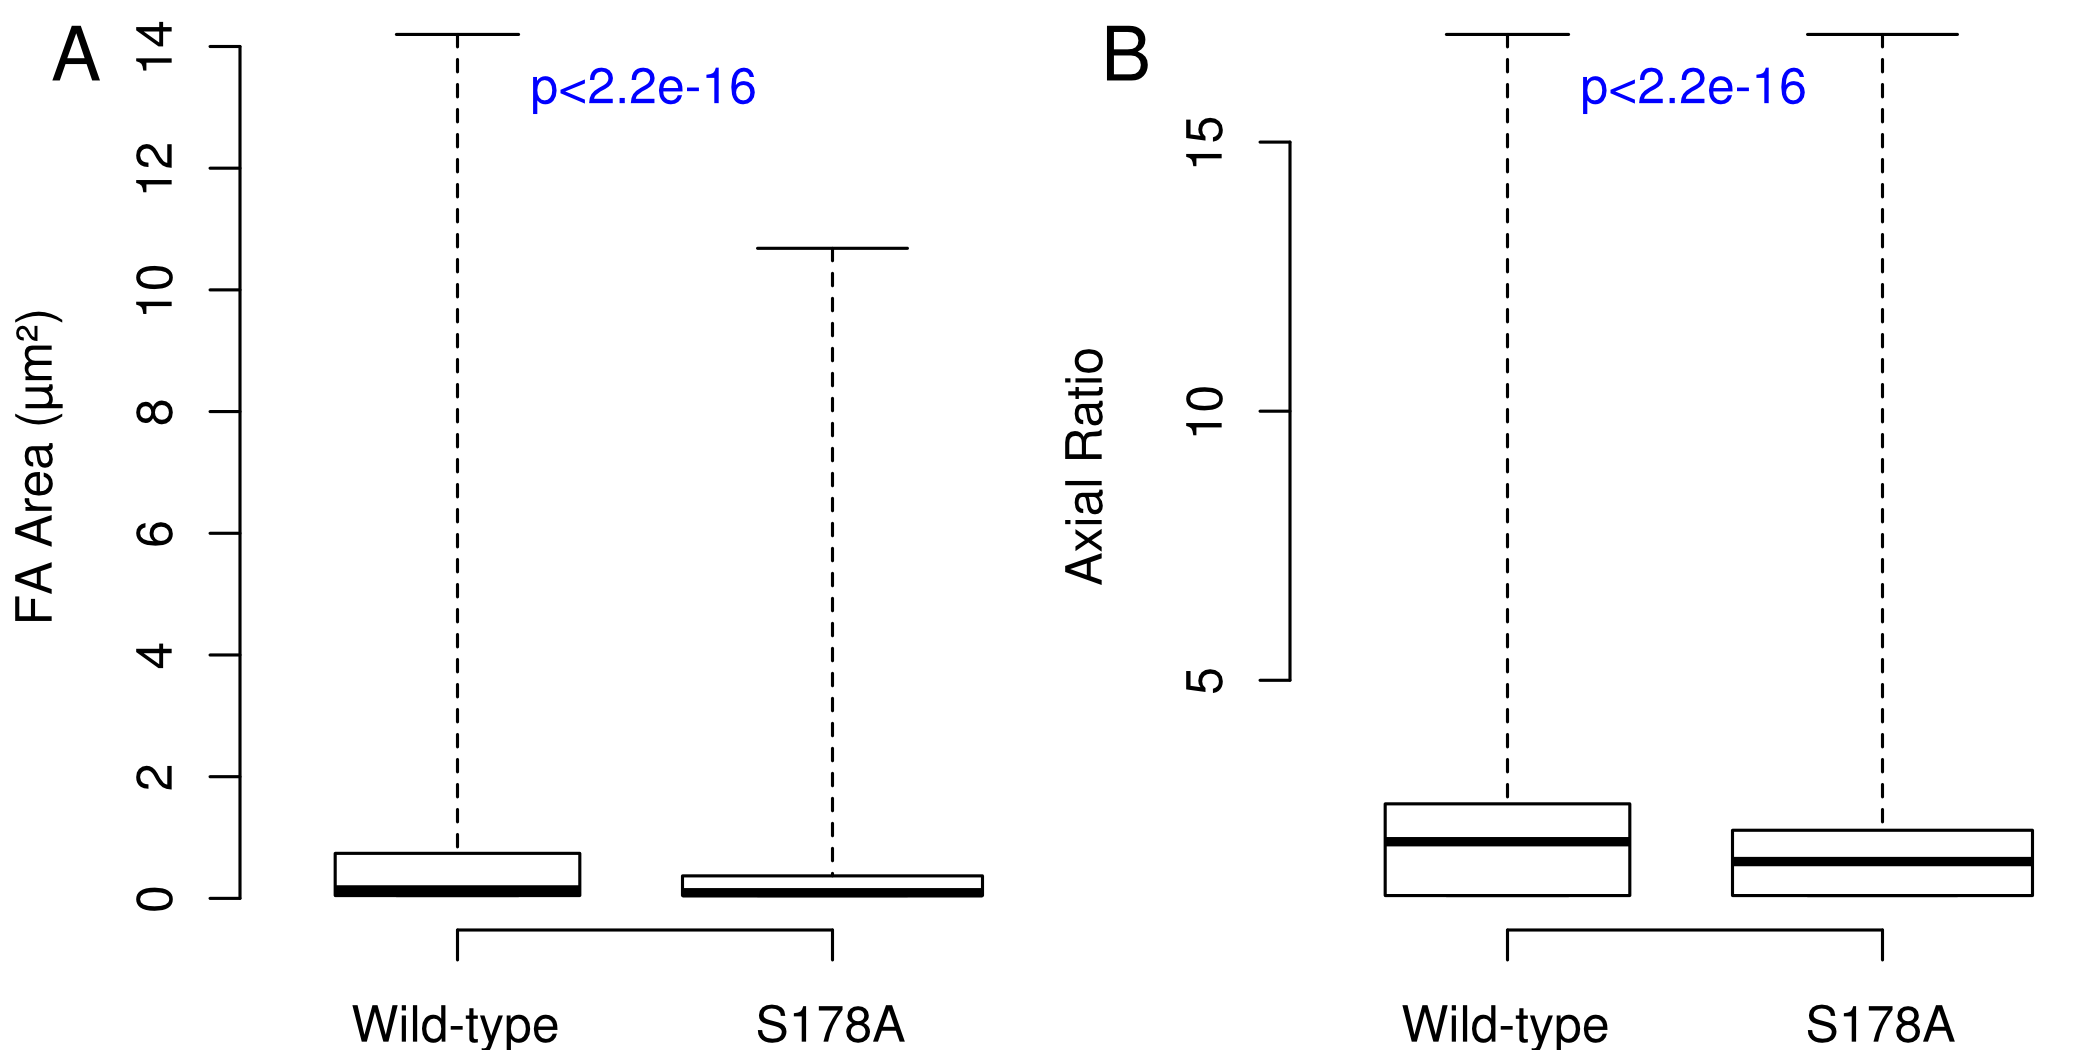 A
B
p<2.2e-16
p<2.2e-16
FA Area (µm²)
14
12
10
8
6
4
2
0
Wild-type
S178A
Axial Ratio
15
10
5
Wild-type
S178A